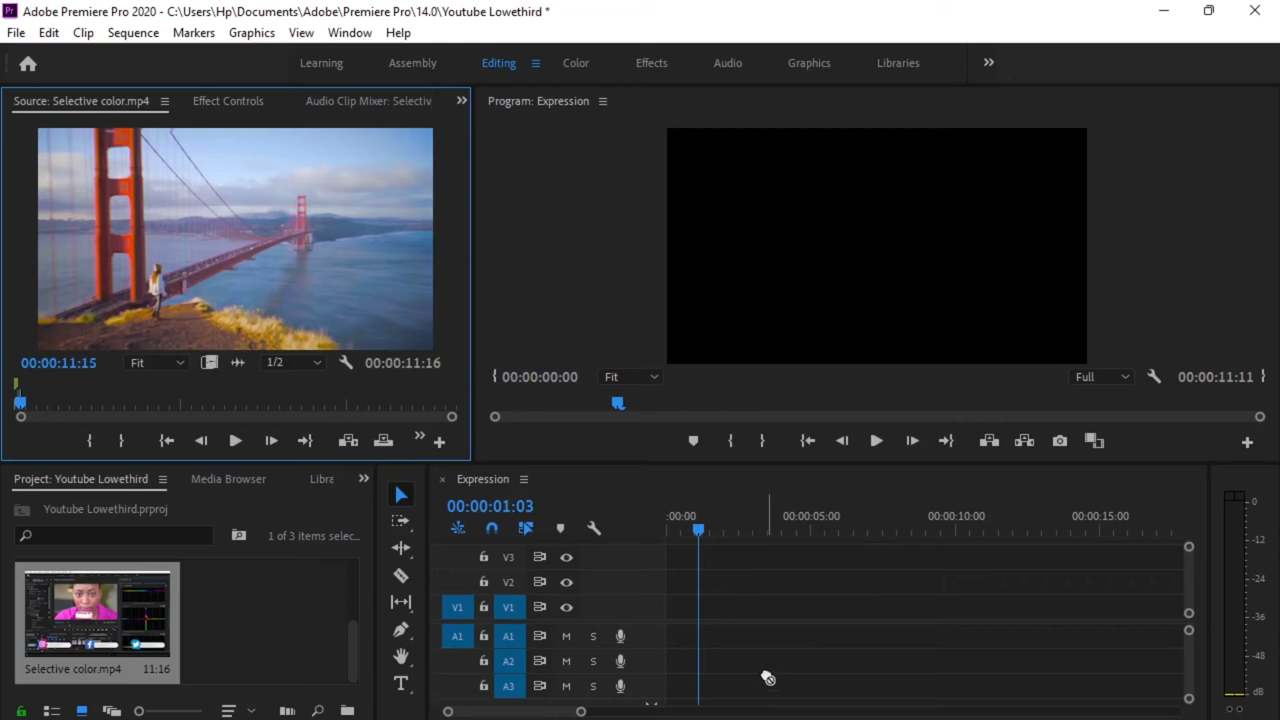 Adobe Premiere Pro 2020 - C:\Users\Hp\Documents\Adobe\Premiere Pro\14.0\Youtube Lowethird *
File Edit Clip Sequence Markers Graphics View Window Help
Learning Assembly Editing Color Effects Audio Graphics Libraries
Source: Selective color.mp4 Effect Controls Audio Clip Mixer: Selectiv
Program: Expression
00:00:11:15 Fit 1/2 00:00:11:16
00:00:00:00 Fit Full 00:00:11:11
Project: Youtube Lowethird Media Browser Libra
Youtube Lowethird.prproj
1 of 3 items selec...
Selective color.mp4 11:16
Expression
00:00:01:03
:00:00 00:00:05:00 00:00:10:00 00:00:15:00
V3
V2
V1 V1
A1 A1 M S
A2 M S
A3 M S
0
-12
-24
-36
-48
dB